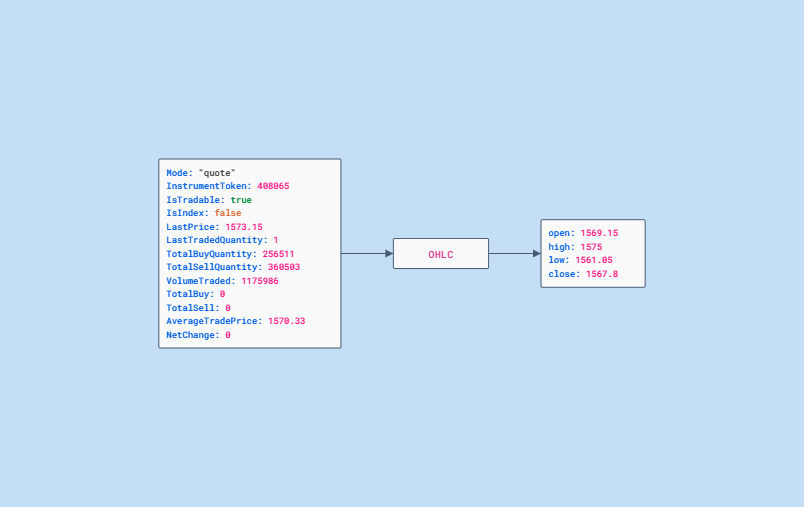 Mode: "quote"
InstrumentToken: 408065
IsTradable: true
IsIndex: false
LastPrice: 1573.15
LastTradedQuantity: 1
TotalBuyQuantity: 256511
TotalSellQuantity: 360503
VolumeTraded: 1175986
TotalBuy: 0
TotalSell: 0
AverageTradePrice: 1570.33
NetChange: 0
OHLC
open: 1569.15
high: 1575
low: 1561.05
close: 1567.8